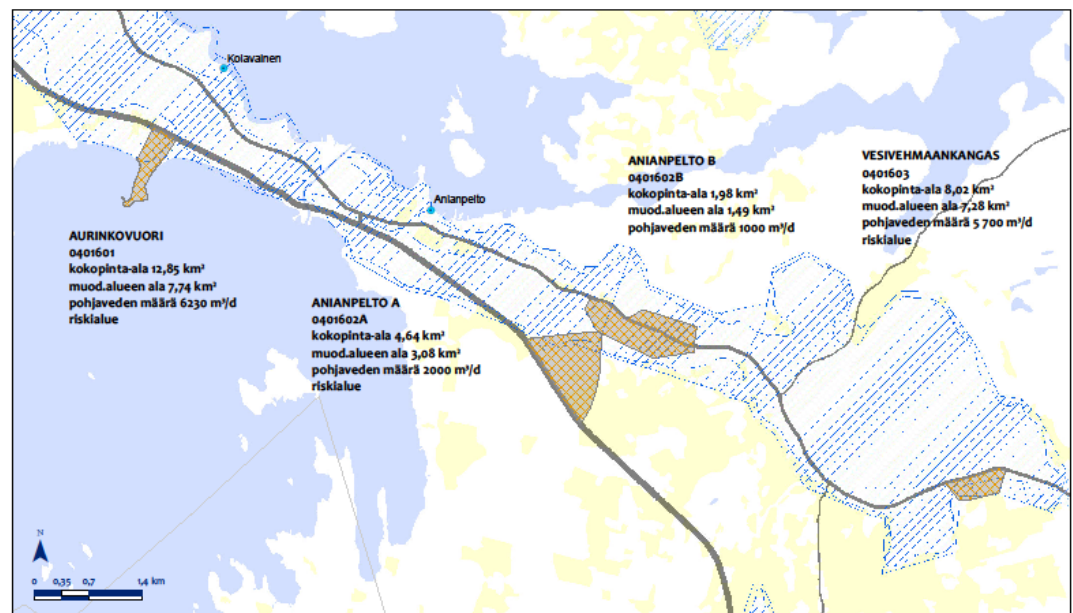 Kolavainen
Anianpelto
AURINKOVUORI
0401601
kokopinta-ala 12,85 km²
muod.alueen ala 7,74 km²
pohjaveden määrä 6230 m³/d
riskialue
ANIANPELTO A
0401602A
kokopinta-ala 4,64 km²
muod.alueen ala 3,08 km²
pohjaveden määrä 2000 m³/d
riskialue
ANIANPELTO B
0401602B
kokopinta-ala 1,98 km²
muod.alueen ala 1,49 km²
pohjaveden määrä 1000 m³/d
VESIVEHMAANKANGAS
0401603
kokopinta-ala 8,02 km²
muod.alueen ala 7,28 km²
pohjaveden määrä 5 700 m³/d
riskialue
N
0 0,35 0,7 1,4 km